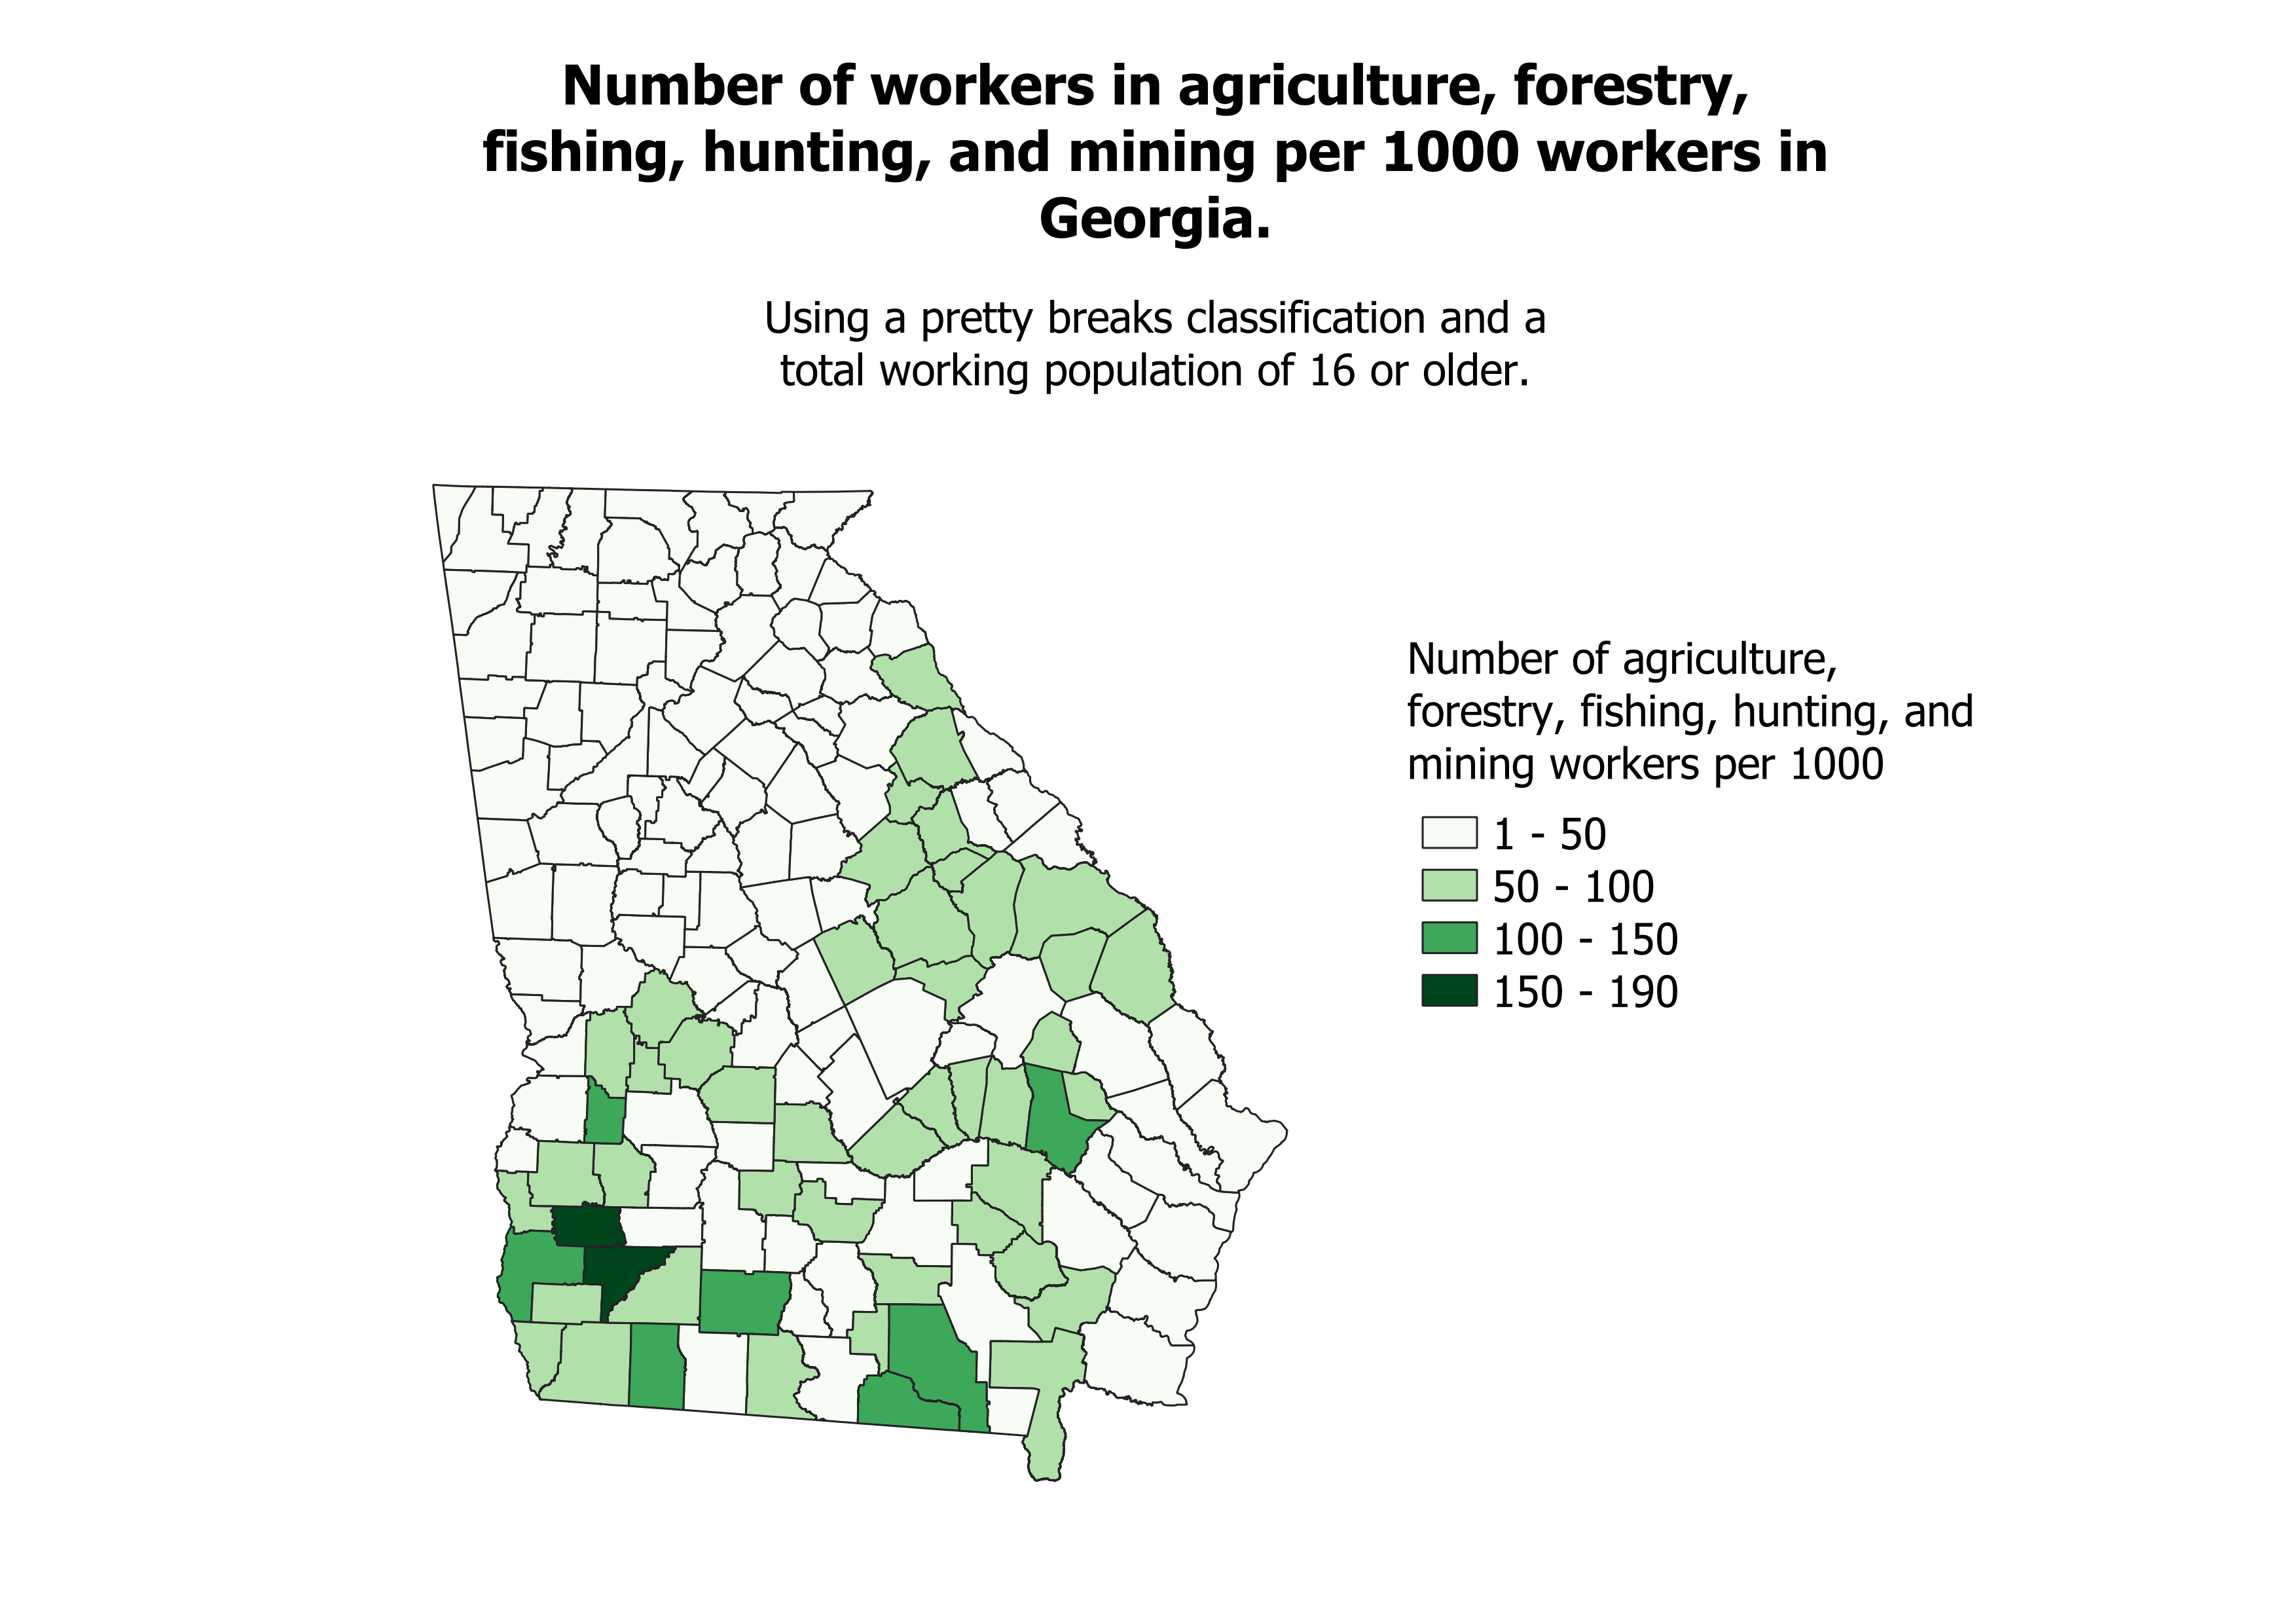 Number of workers in agriculture, forestry,
fishing, hunting, and mining per 1000 workers in
Georgia.
Using a pretty breaks classification and a
total working population of 16 or older.
Number of agriculture,
forestry, fishing, hunting, and
mining workers per 1000
1 - 50
50 - 100
100 - 150
150 - 190